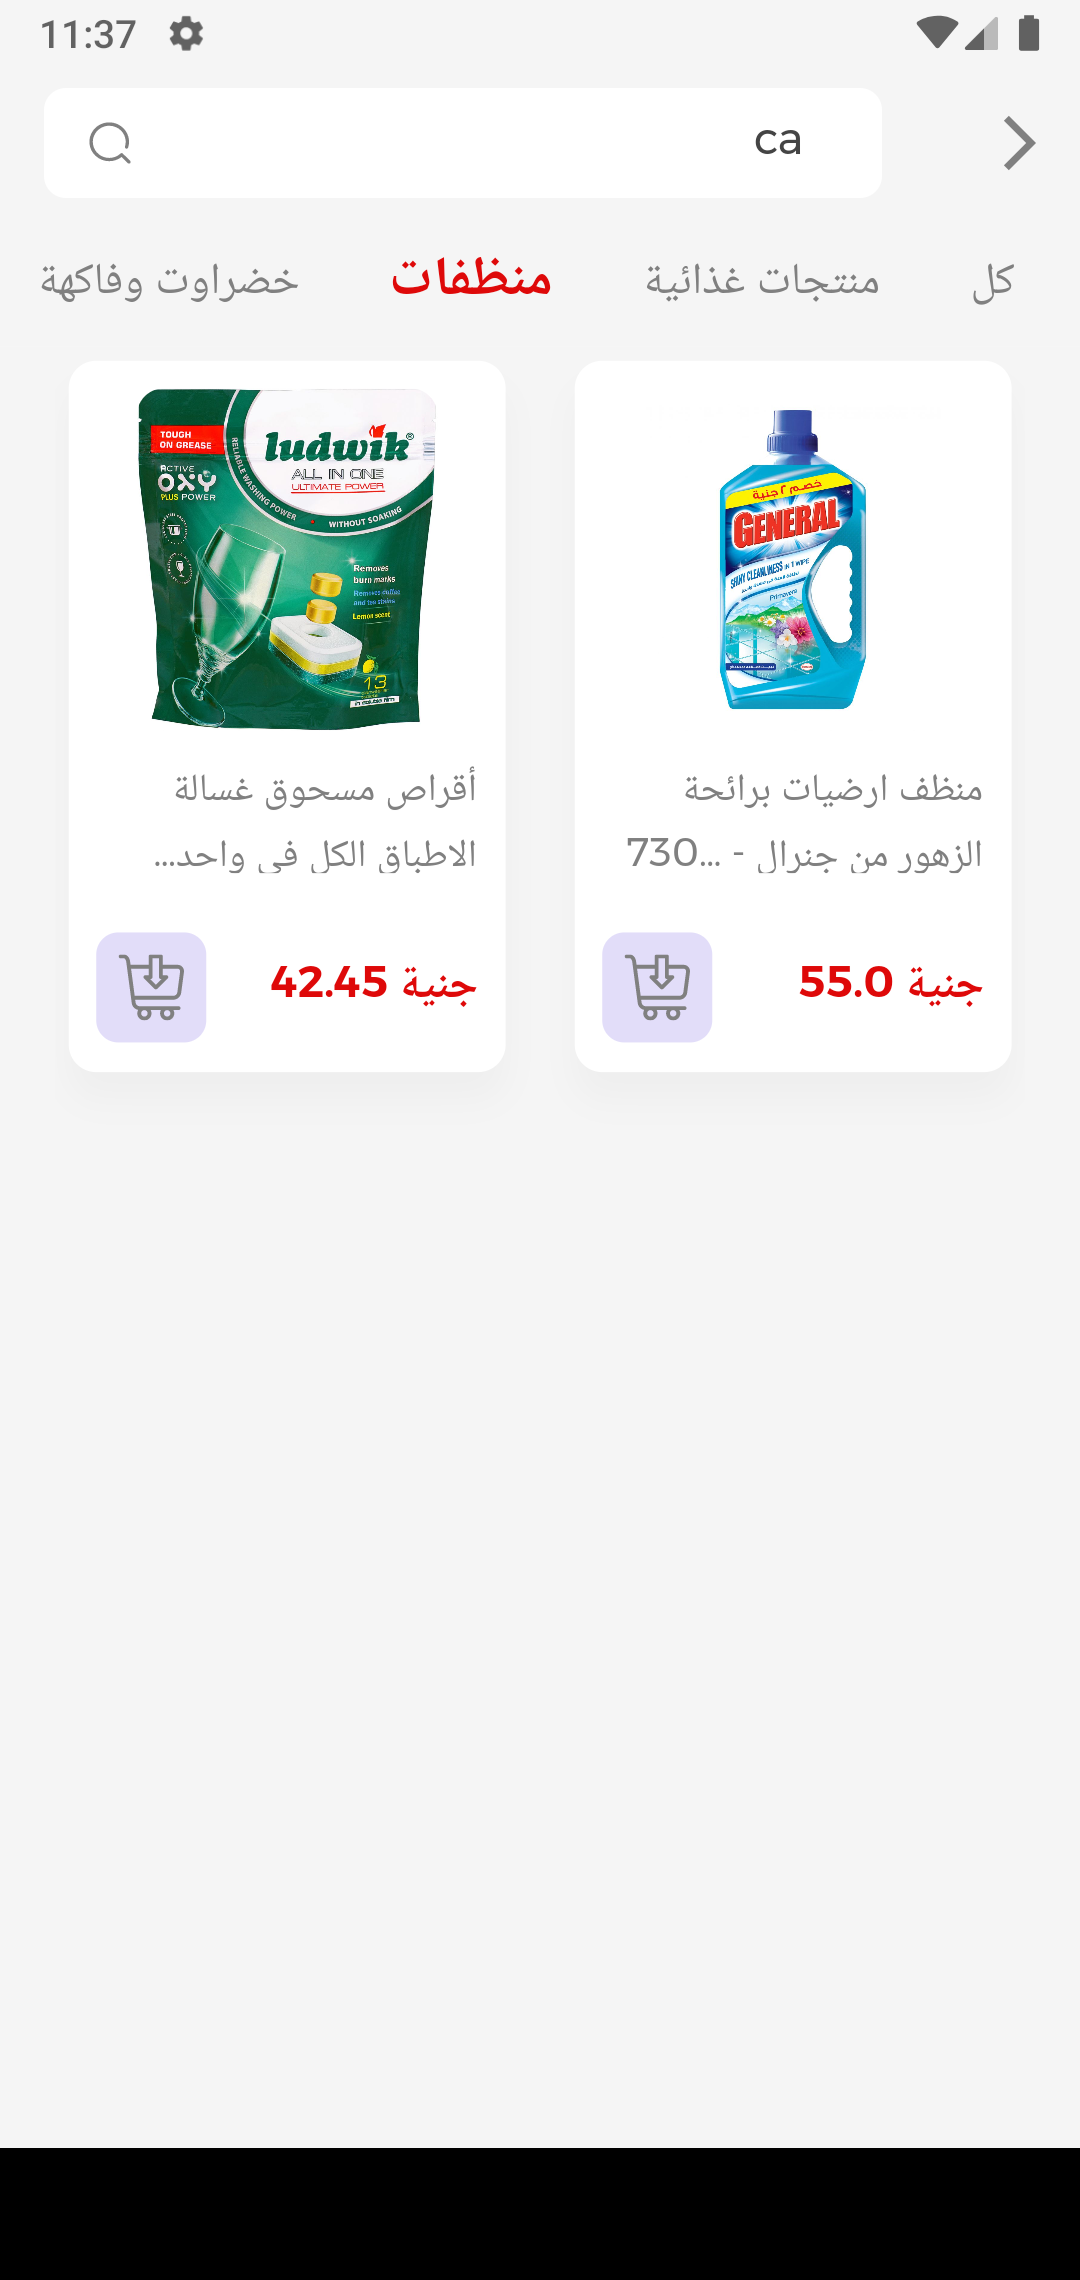 11:37
ca
كل
منتجات غذائية
منظفات
خضراوت وفاكهة
خصم ٢ جنية
GENERAL
SHINY CLEANLINESS IN 1 WIPE
Primavera
منظف ارضيات برائحة
الزهور من جنرال - ...730
جنية 55.0
TOUGH
ON GREASE
ludwik®
ALL IN ONE
ULTIMATE POWER
ACTIVE
OXY
PLUS POWER
RELIABLE WASHING POWER • WITHOUT SOAKING
Removes
burn marks
Removes coffee
and tea stains
Lemon scent
13
أقراص مسحوق غسالة
الاطباق الكل في واحد...
جنية 42.45